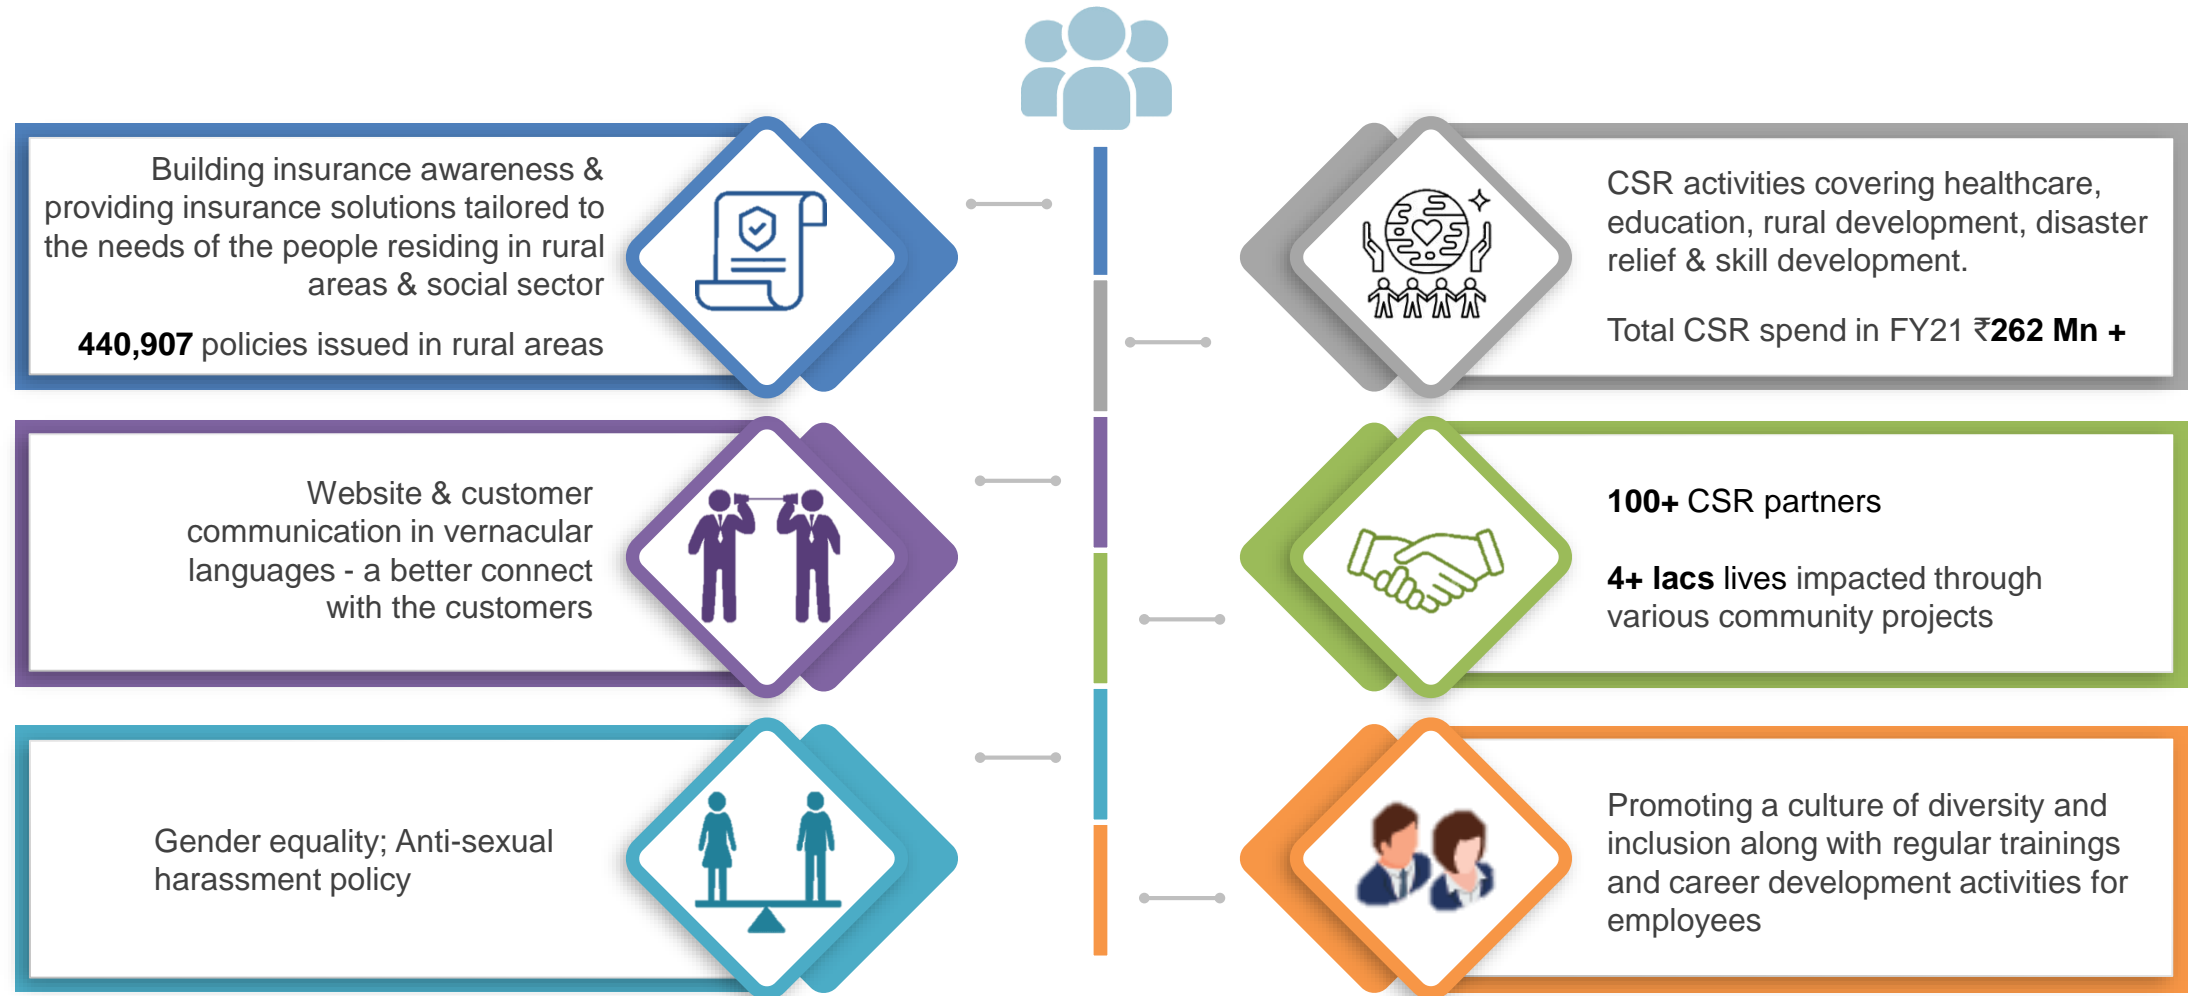 Building insurance awareness &
providing insurance solutions tailored to
the needs of the people residing in rural
areas & social sector
440,907 policies issued in rural areas
CSR activities covering healthcare,
education, rural development, disaster
relief & skill development.
Total CSR spend in FY21 ₹262 Mn +
Website & customer
communication in vernacular
languages - a better connect
with the customers
100+ CSR partners
4+ lacs lives impacted through
various community projects
Gender equality; Anti-sexual
harassment policy
Promoting a culture of diversity and
inclusion along with regular trainings
and career development activities for
employees